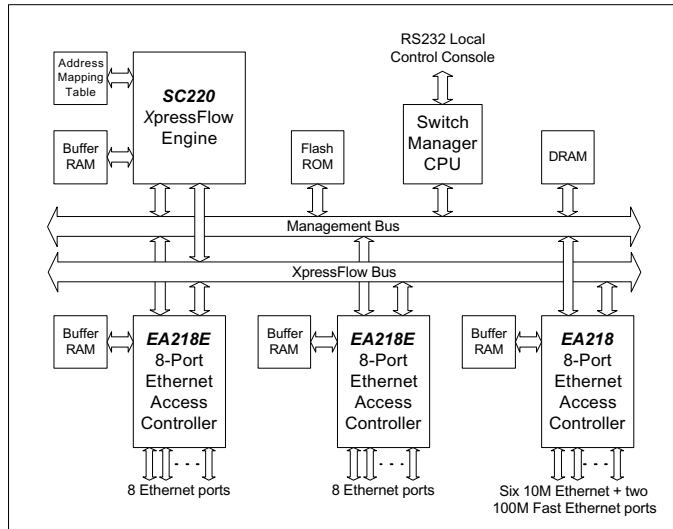 RS232 Local
Control Console
Address
Mapping
Table
SC220
XpressFlow
Engine
Buffer
RAM
Flash
ROM
Switch
Manager
CPU
DRAM
Management Bus
XpressFlow Bus
Buffer
RAM
EA218E
8-Port
Ethernet
Access
Controller
Buffer
RAM
EA218E
8-Port
Ethernet
Access
Controller
Buffer
RAM
EA218
8-Port
Ethernet
Access
Controller
8 Ethernet ports
8 Ethernet ports
Six 10M Ethernet + two
100M Fast Ethernet ports